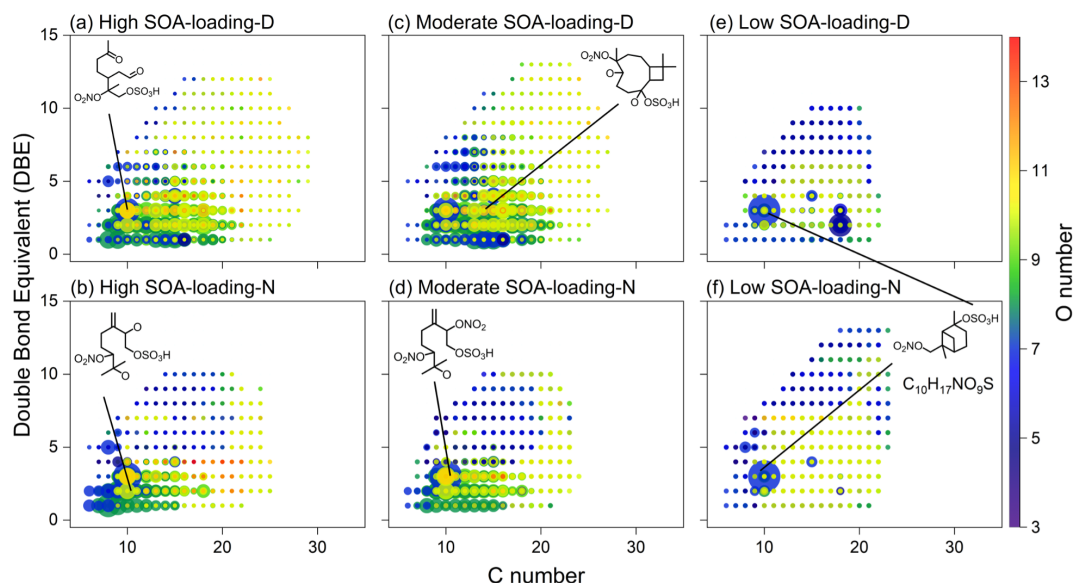 (a) High SOA-loading-D
(c) Moderate SOA-loading-D
(e) Low SOA-loading-D
15
10
5
0
O
O
O₂NO
OSO₃H
O₂NO
O
O
OSO₃H
13
11
9
7
5
3
O number
Double Bond Equivalent (DBE)
(b) High SOA-loading-N
(d) Moderate SOA-loading-N
(f) Low SOA-loading-N
15
10
5
0
O
OSO₃H
O₂NO
O
ONO₂
OSO₃H
O₂NO
O
OSO₃H
O₂NO
C₁₀H₁₇NO₉S
10 20 30
10 20 30
10 20 30
C number